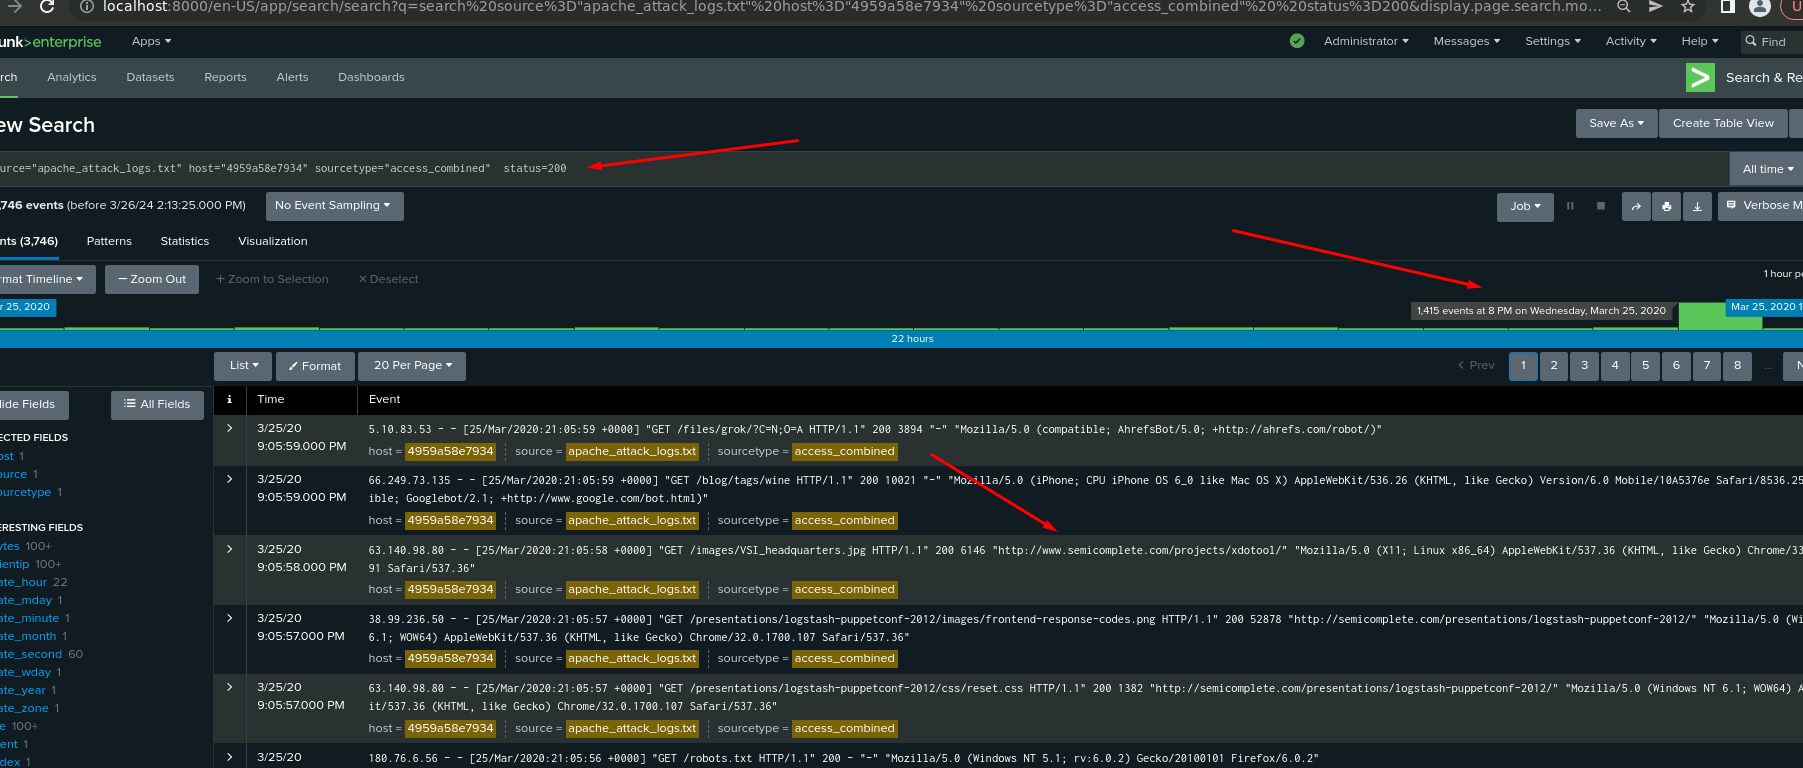 localhost:8000/en-US/app/search/search?q=search%20source%3D"apache_attack_logs.txt"%20host%3D"4959a58e7934"%20sourcetype%3D"access_combined"%20%20status%3D200&display.page.search.mo...
unk>enterprise Apps Administrator Messages Settings Activity Help Find
rch Analytics Datasets Reports Alerts Dashboards Search & Re
ew Search Save As Create Table View
urce="apache_attack_logs.txt" host="4959a58e7934" sourcetype="access_combined" status=200 All time
,746 events (before 3/26/24 2:13:25.000 PM) No Event Sampling Job Verbose M
nts (3,746) Patterns Statistics Visualization
rmat Timeline — Zoom Out + Zoom to Selection × Deselect 1 hour pe
r 25, 2020 1,415 events at 8 PM on Wednesday, March 25, 2020 Mar 25, 2020 1
22 hours
List Format 20 Per Page < Prev 1 2 3 4 5 6 7 8 ... N
ide Fields All Fields
i Time Event
3/25/20
9:05:59.000 PM
5.10.83.53 - - [25/Mar/2020:21:05:59 +0000] "GET /files/grok/?C=N;O=A HTTP/1.1" 200 3894 "-" "Mozilla/5.0 (compatible; AhrefsBot/5.0; +http://ahrefs.com/robot/)"
host = 4959a58e7934 source = apache_attack_logs.txt sourcetype = access_combined
3/25/20
9:05:59.000 PM
66.249.73.135 - - [25/Mar/2020:21:05:59 +0000] "GET /blog/tags/wine HTTP/1.1" 200 10021 "-" "Mozilla/5.0 (iPhone; CPU iPhone OS 6_0 like Mac OS X) AppleWebKit/536.26 (KHTML, like Gecko) Version/6.0 Mobile/10A5376e Safari/8536.25
ible; Googlebot/2.1; +http://www.google.com/bot.html)"
host = 4959a58e7934 source = apache_attack_logs.txt sourcetype = access_combined
3/25/20
9:05:58.000 PM
63.140.98.80 - - [25/Mar/2020:21:05:58 +0000] "GET /images/VSI_headquarters.jpg HTTP/1.1" 200 6146 "http://www.semicomplete.com/projects/xdotool/" "Mozilla/5.0 (X11; Linux x86_64) AppleWebKit/537.36 (KHTML, like Gecko) Chrome/33
91 Safari/537.36"
host = 4959a58e7934 source = apache_attack_logs.txt sourcetype = access_combined
3/25/20
9:05:57.000 PM
38.99.236.50 - - [25/Mar/2020:21:05:57 +0000] "GET /presentations/logstash-puppetconf-2012/images/frontend-response-codes.png HTTP/1.1" 200 52878 "http://semicomplete.com/presentations/logstash-puppetconf-2012/" "Mozilla/5.0 (Wi
6.1; WOW64) AppleWebKit/537.36 (KHTML, like Gecko) Chrome/32.0.1700.107 Safari/537.36"
host = 4959a58e7934 source = apache_attack_logs.txt sourcetype = access_combined
3/25/20
9:05:57.000 PM
63.140.98.80 - - [25/Mar/2020:21:05:57 +0000] "GET /presentations/logstash-puppetconf-2012/css/reset.css HTTP/1.1" 200 1382 "http://semicomplete.com/presentations/logstash-puppetconf-2012/" "Mozilla/5.0 (Windows NT 6.1; WOW64) A
it/537.36 (KHTML, like Gecko) Chrome/32.0.1700.107 Safari/537.36"
host = 4959a58e7934 source = apache_attack_logs.txt sourcetype = access_combined
3/25/20
180.76.6.56 - - [25/Mar/2020:21:05:56 +0000] "GET /robots.txt HTTP/1.1" 200 - "-" "Mozilla/5.0 (Windows NT 5.1; rv:6.0.2) Gecko/20100101 Firefox/6.0.2"
ECTED FIELDS
ost 1
ource 1
ourcetype 1
ERESTING FIELDS
ytes 100+
ientip 100+
ate_hour 22
ate_mday 1
ate_minute 1
ate_month 1
ate_second 60
ate_wday 1
ate_year 1
ate_zone 1
e 100+
ent 1
dex 1